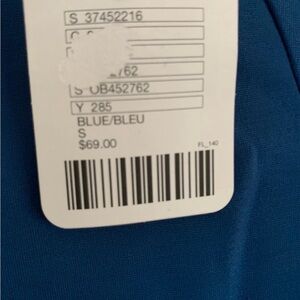 S 37452216
2762
S OB452762
Y 285
BLUE/BLEU
S
$69.00
FL_140